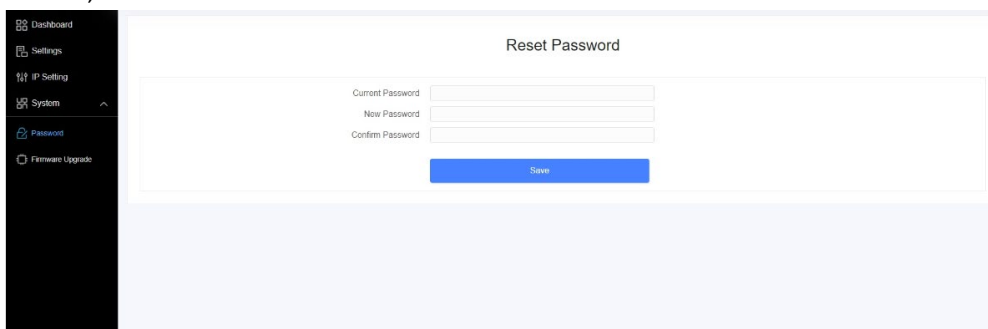 Dashboard
Settings
IP Setting
System
Password
Firmware Upgrade
Reset Password
Current Password
New Password
Confirm Password
Save